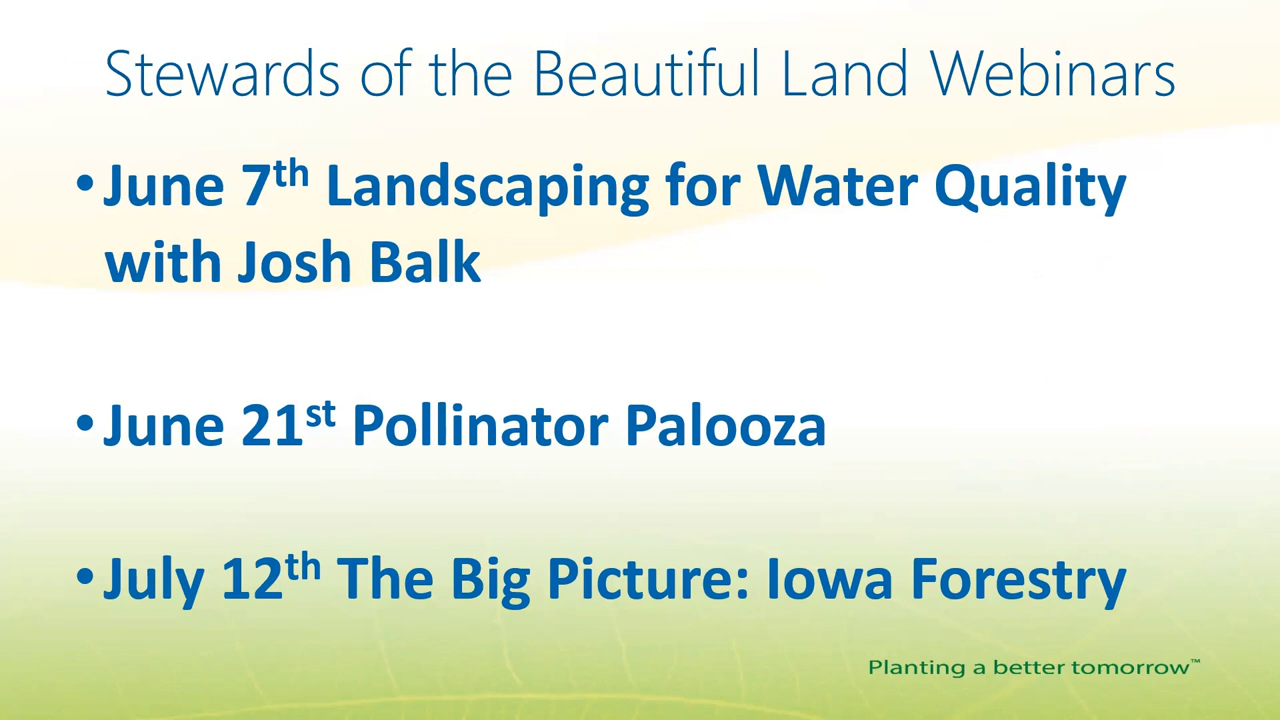 Stewards of the Beautiful Land Webinars
•June 7th Landscaping for Water Quality
with Josh Balk
•June 21st Pollinator Palooza
•July 12th The Big Picture: Iowa Forestry
Planting a better tomorrow™